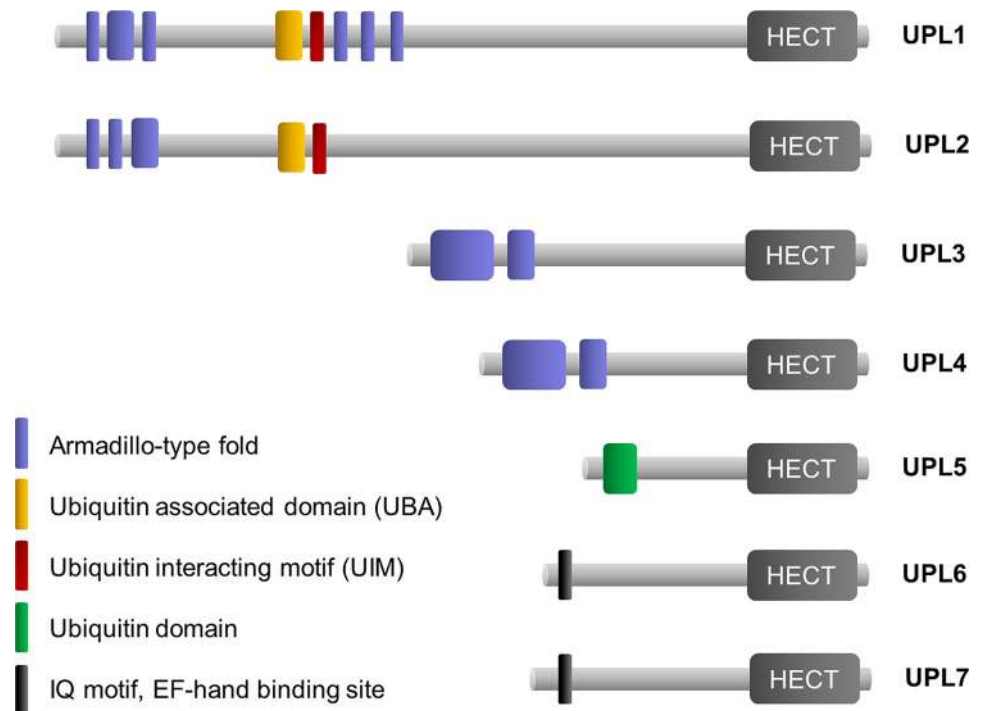 HECT UPL1
HECT UPL2
HECT UPL3
HECT UPL4
Armadillo-type fold
HECT UPL5
Ubiquitin associated domain (UBA)
Ubiquitin interacting motif (UIM)
HECT UPL6
Ubiquitin domain
IQ motif, EF-hand binding site
HECT UPL7